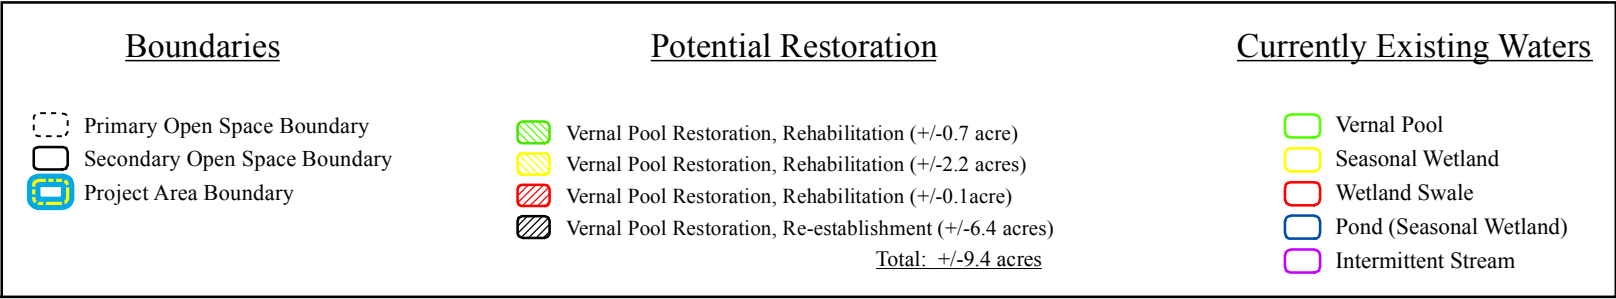 Boundaries
Primary Open Space Boundary
Secondary Open Space Boundary
Project Area Boundary
Potential Restoration
Vernal Pool Restoration, Rehabilitation (+/-0.7 acre)
Vernal Pool Restoration, Rehabilitation (+/-2.2 acres)
Vernal Pool Restoration, Rehabilitation (+/-0.1acre)
Vernal Pool Restoration, Re-establishment (+/-6.4 acres)
Total: +/-9.4 acres
Currently Existing Waters
Vernal Pool
Seasonal Wetland
Wetland Swale
Pond (Seasonal Wetland)
Intermittent Stream